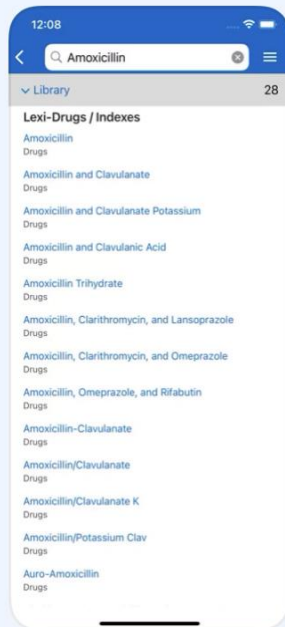 12:08
Amoxicillin
Library 28
Lexi-Drugs / Indexes
Amoxicillin
Drugs
Amoxicillin and Clavulanate
Drugs
Amoxicillin and Clavulanate Potassium
Drugs
Amoxicillin and Clavulanic Acid
Drugs
Amoxicillin Trihydrate
Drugs
Amoxicillin, Clarithromycin, and Lansoprazole
Drugs
Amoxicillin, Clarithromycin, and Omeprazole
Drugs
Amoxicillin, Omeprazole, and Rifabutin
Drugs
Amoxicillin-Clavulanate
Drugs
Amoxicillin/Clavulanate
Drugs
Amoxicillin/Clavulanate K
Drugs
Amoxicillin/Potassium Clav
Drugs
Auro-Amoxicillin
Drugs